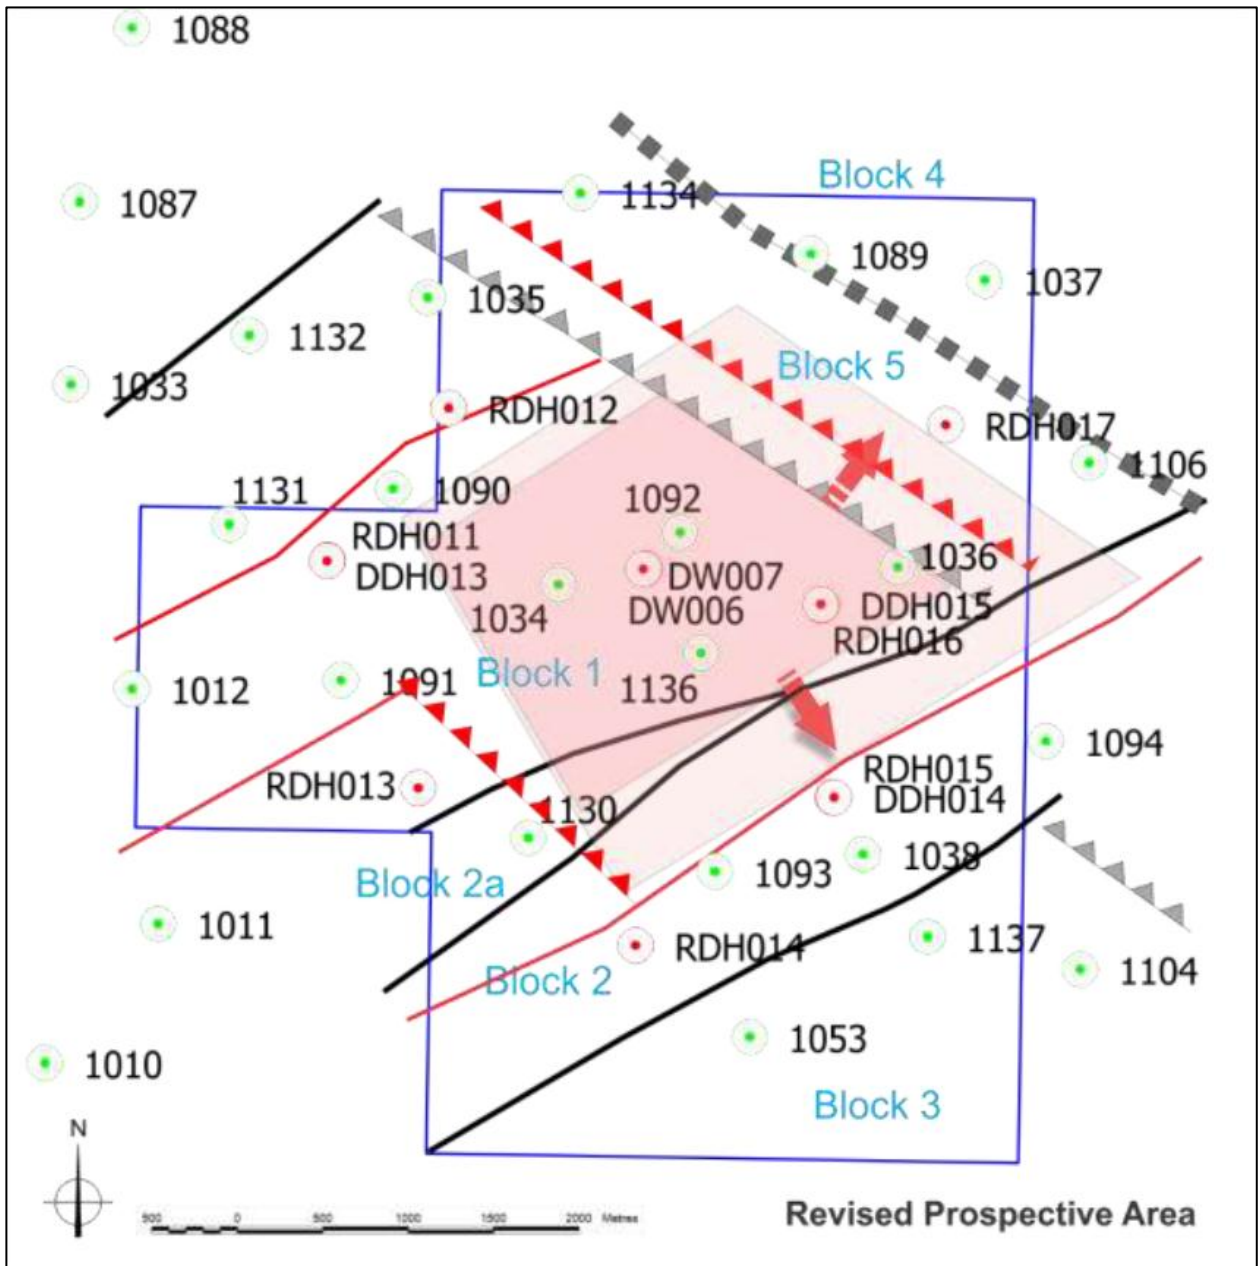 1088
1134
Block 4
1087
1089
1037
1035
1132
Block 5
1033
RDH012
RDH017
1106
1131
1090
1092
RDH011
DDH013
1036
DW007
DW006
DDH015
1034
RDH016
Block 1
1091
1012
1136
1094
RDH015
RDH013
DDH014
1130
1038
1093
Block 2a
1011
1137
RDH014
1104
Block 2
1053
1010
Block 3
N
500 0 500 1000 1500 2000 Metres
Revised Prospective Area